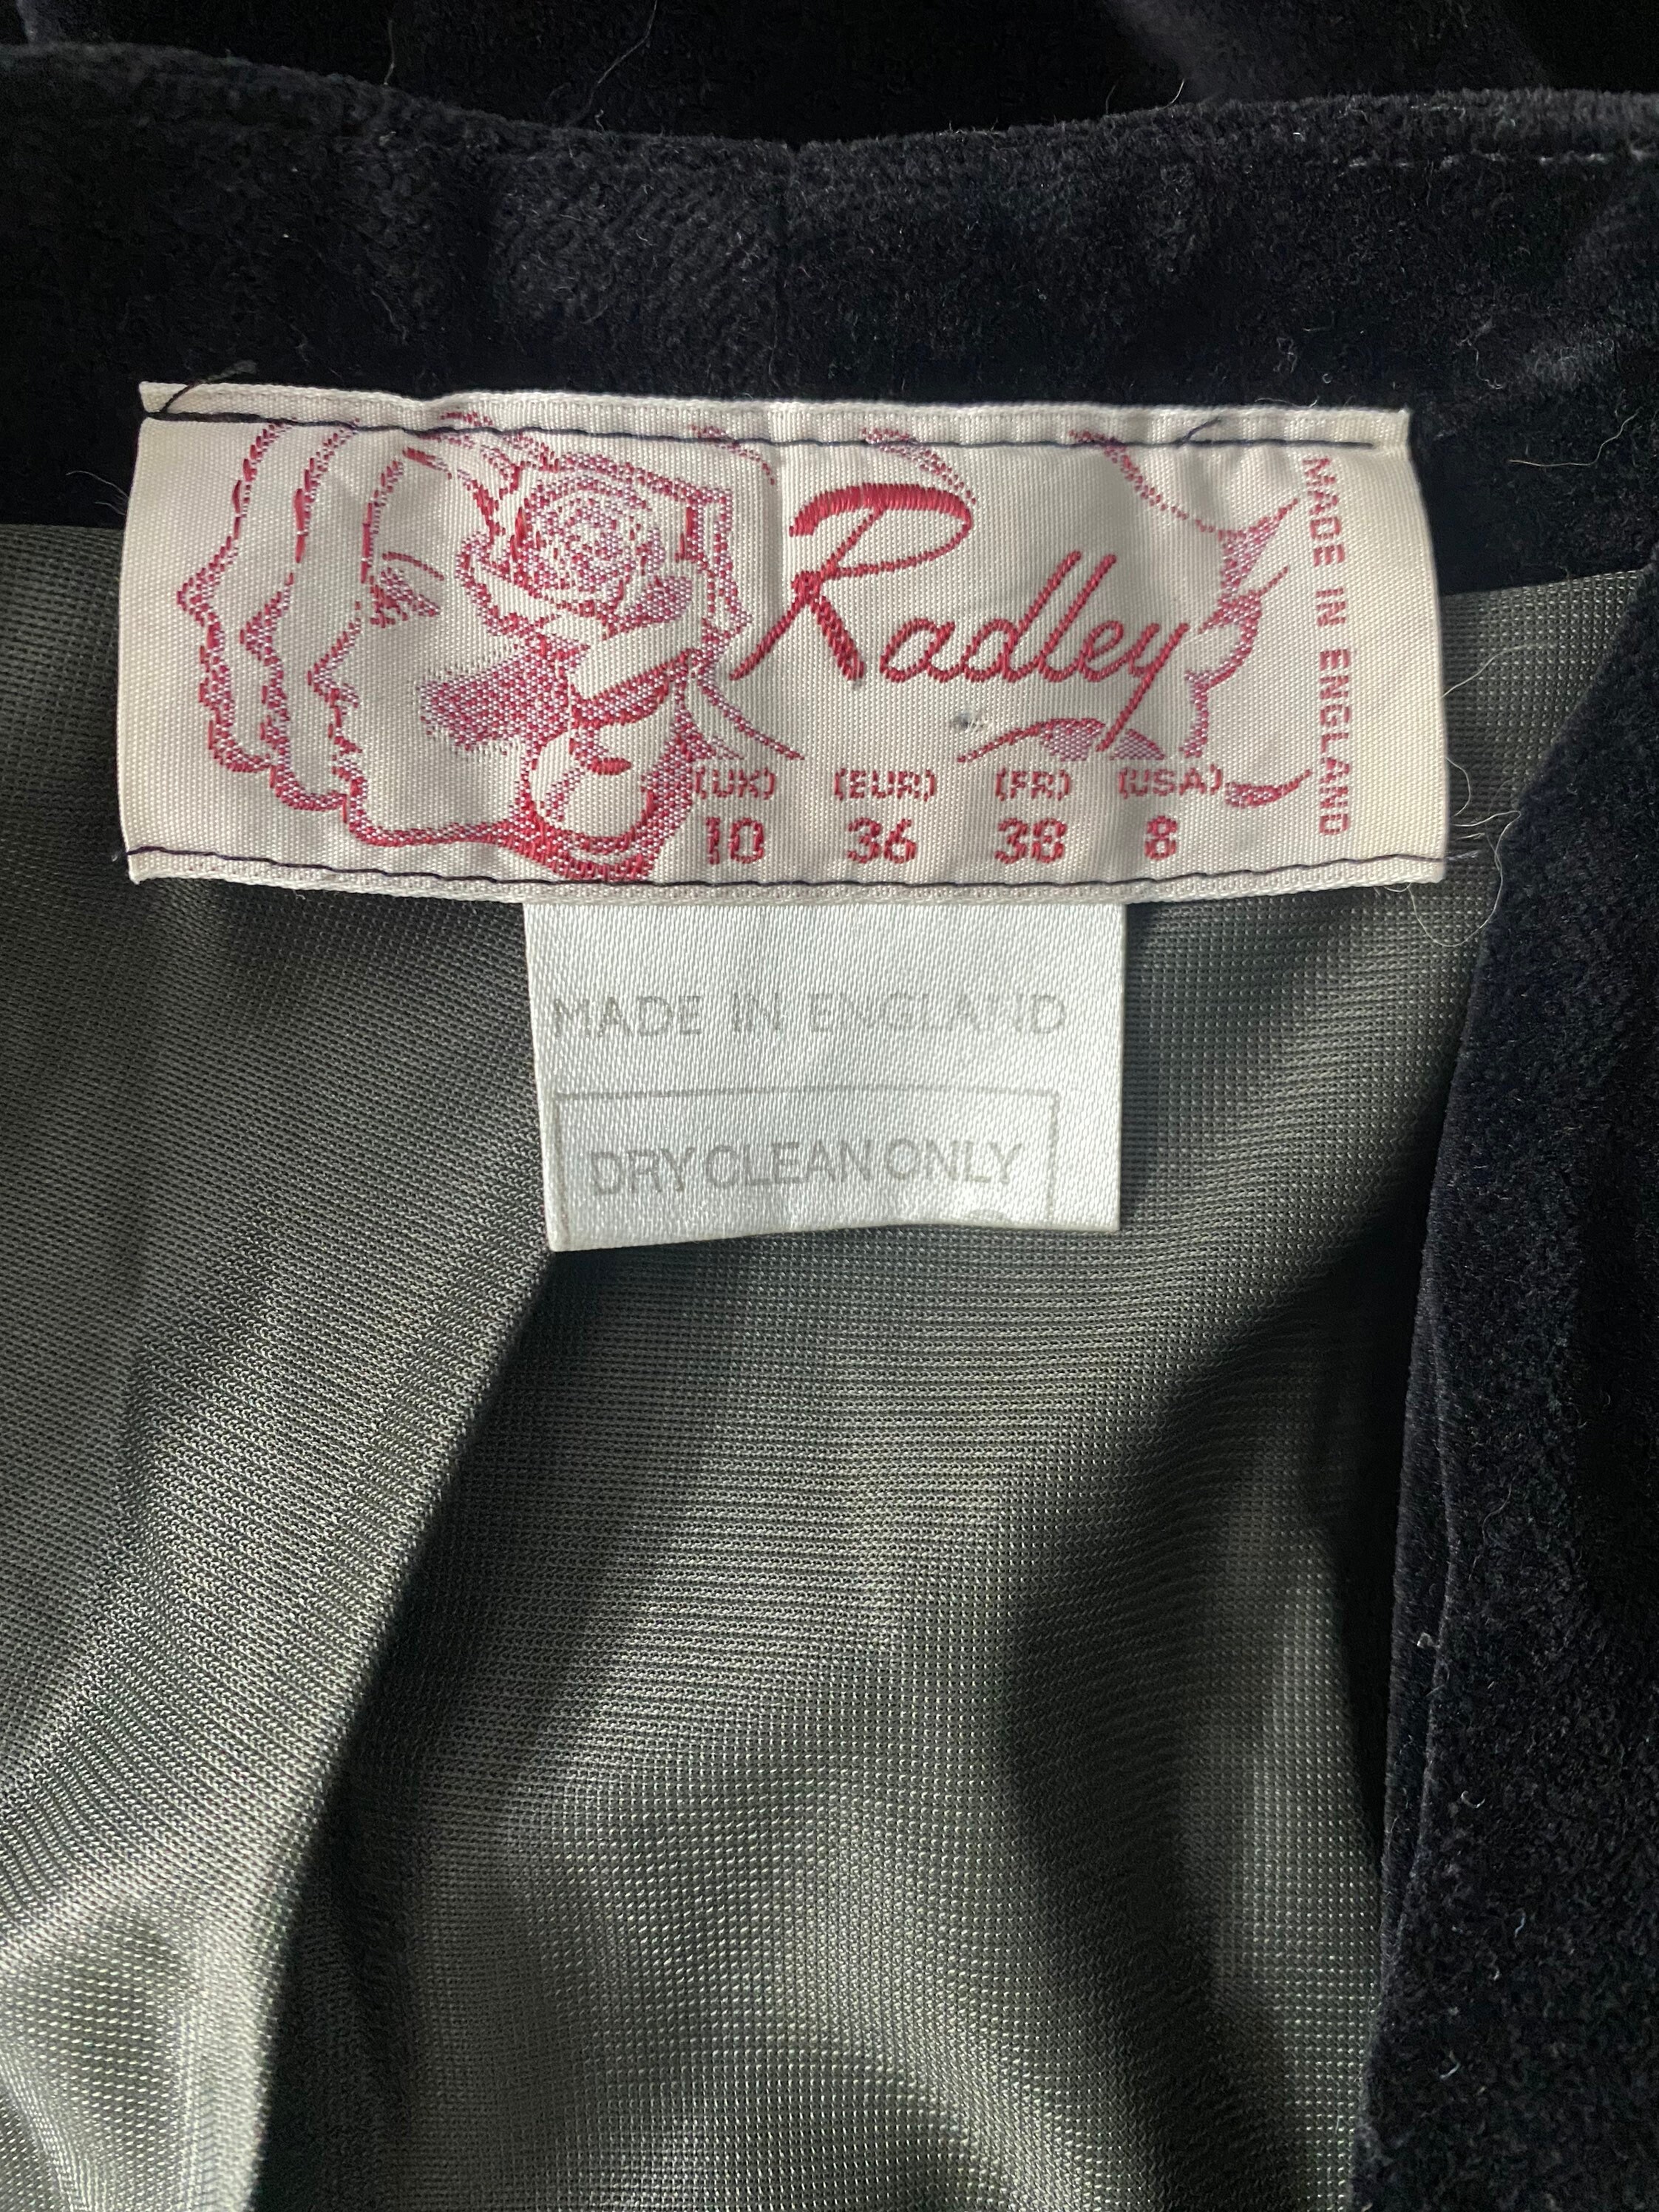 Radley
MADE IN ENGLAND
(UK) (EUR) (FR) (USA)
10 36 38 8
MADE IN ENGLAND
DRY CLEAN ONLY